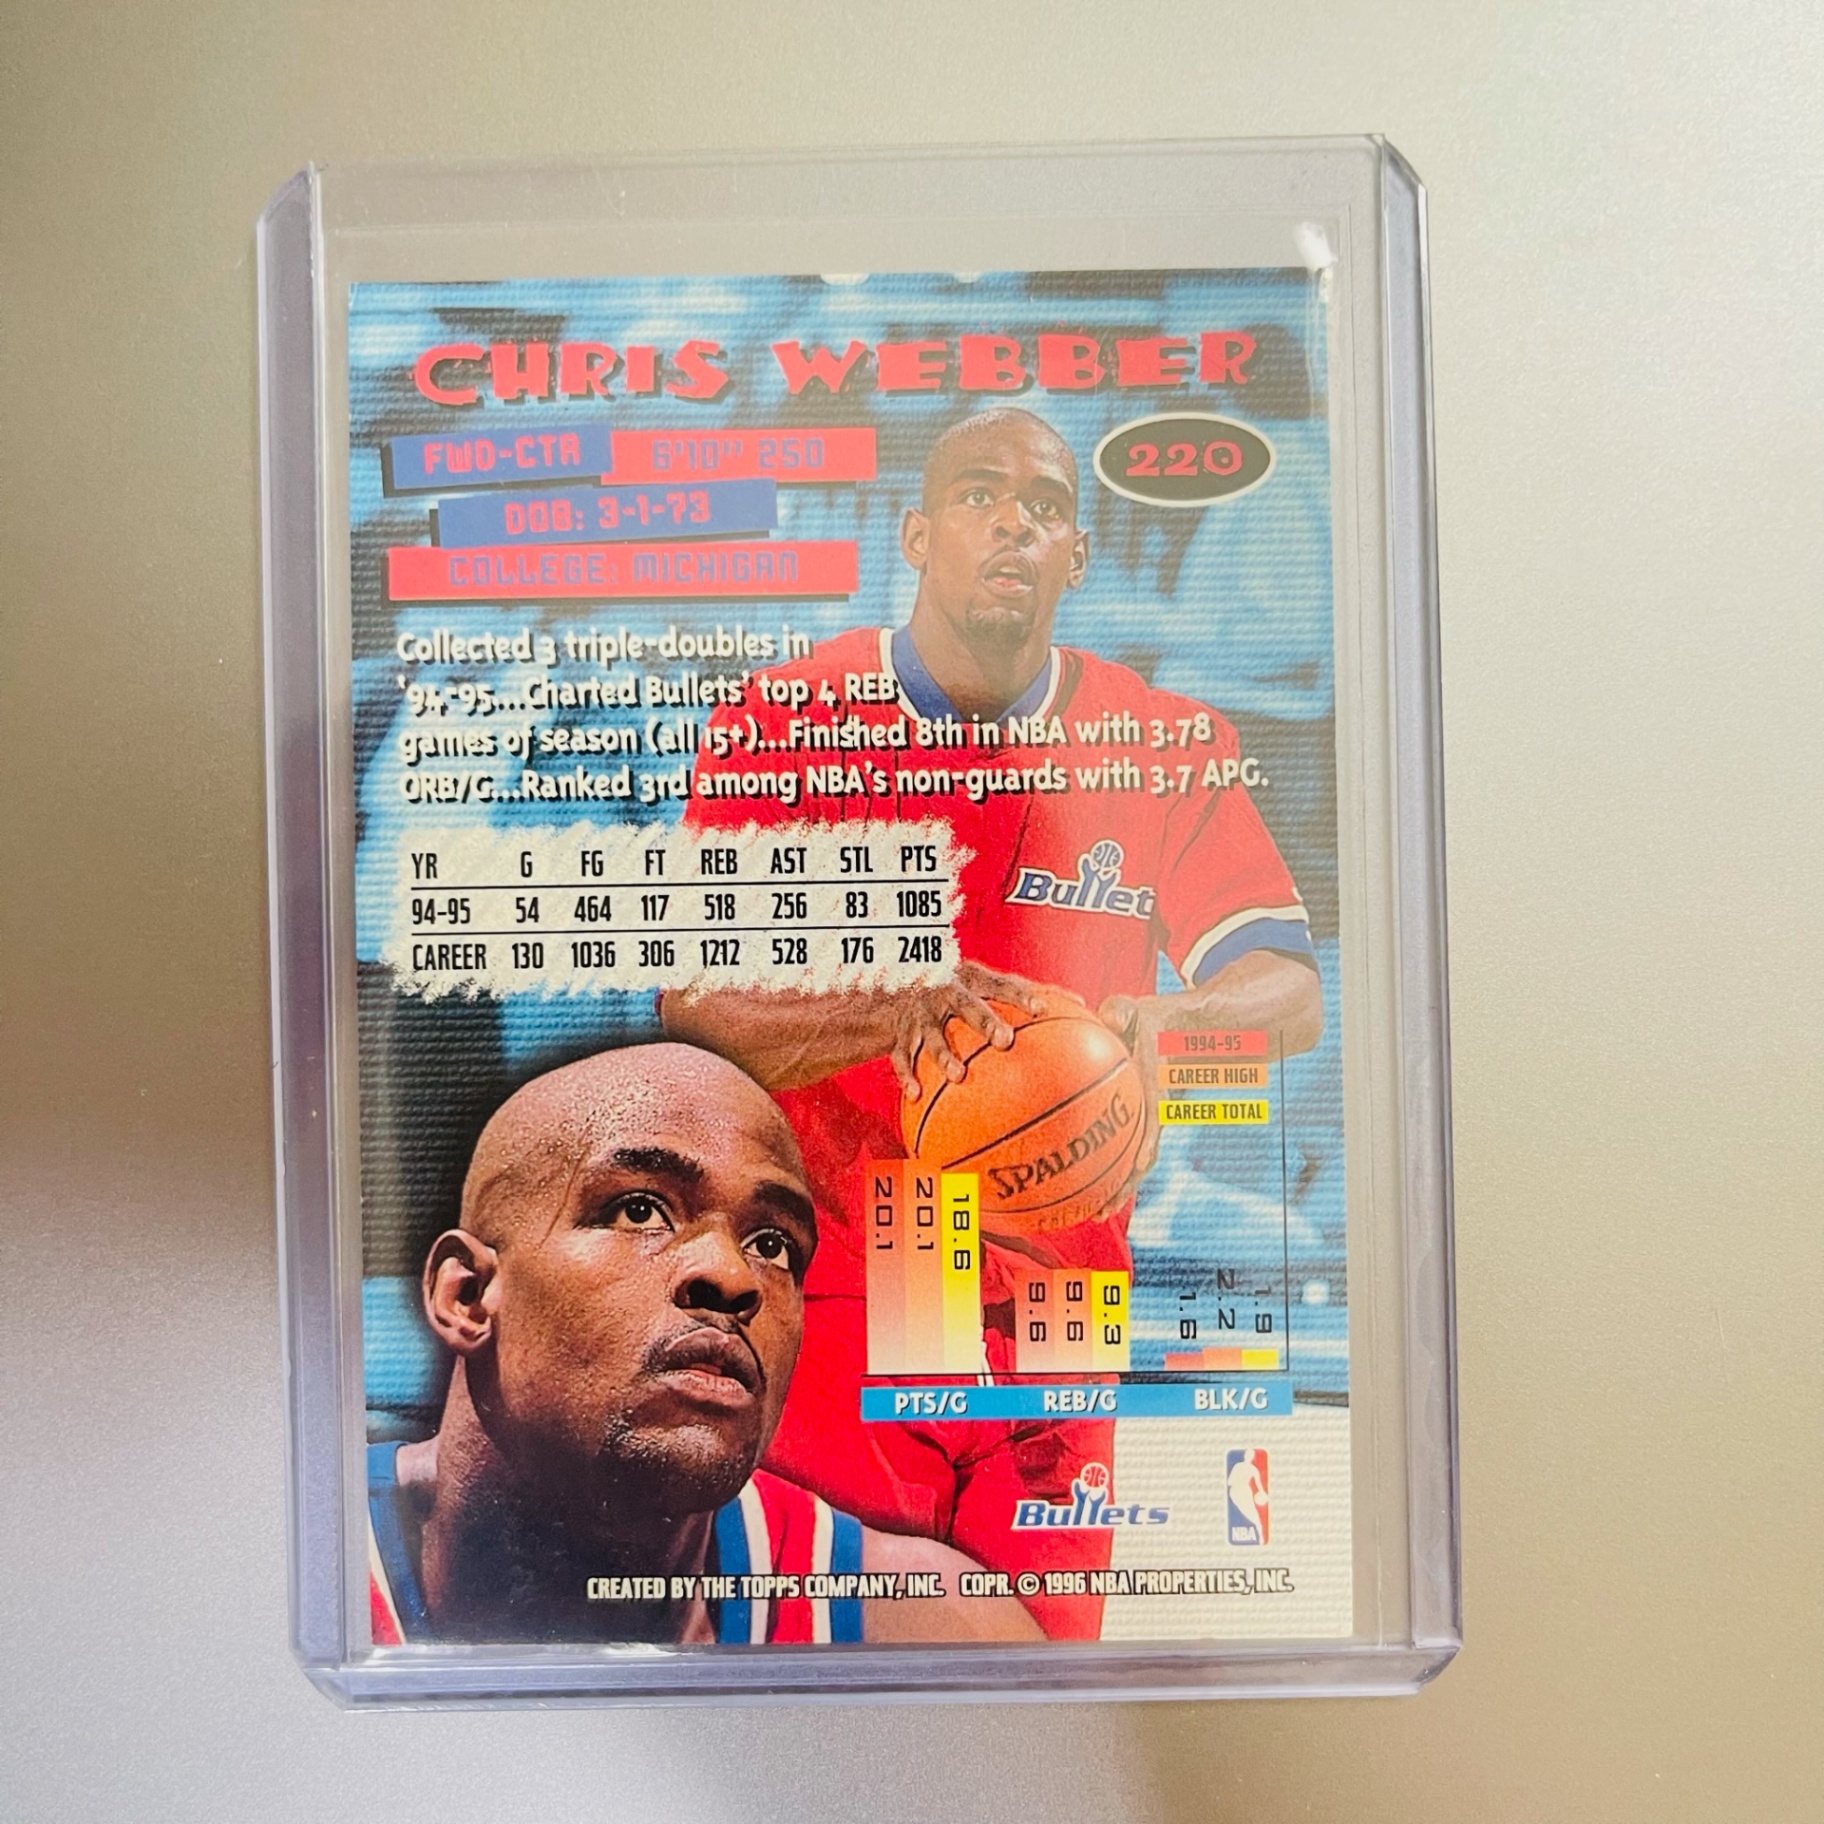 CHRIS WEBBER
220
FWD-CTR
6'10" 250
DOB: 3-1-73
COLLEGE: MICHIGAN
Collected 3 triple-doubles in
'94-95...Charted Bullets' top 4 REB
games of season (all 15+)...Finished 8th in NBA with 3.78
ORB/G...Ranked 3rd among NBA's non-guards with 3.7 APG.
YR G FG FT REB AST STL PTS
94-95 54 464 117 518 256 83 1085
CAREER 130 1036 306 1212 528 176 2418
Bullets
SPALDING
1994-95
CAREER HIGH
CAREER TOTAL
20.1 20.1 18.6
9.6 9.6 9.3
1.6 2.2 1.9
PTS/G REB/G BLK/G
Bullets
NBA
CREATED BY THE TOPPS COMPANY, INC. COPR. © 1996 NBA PROPERTIES, INC.